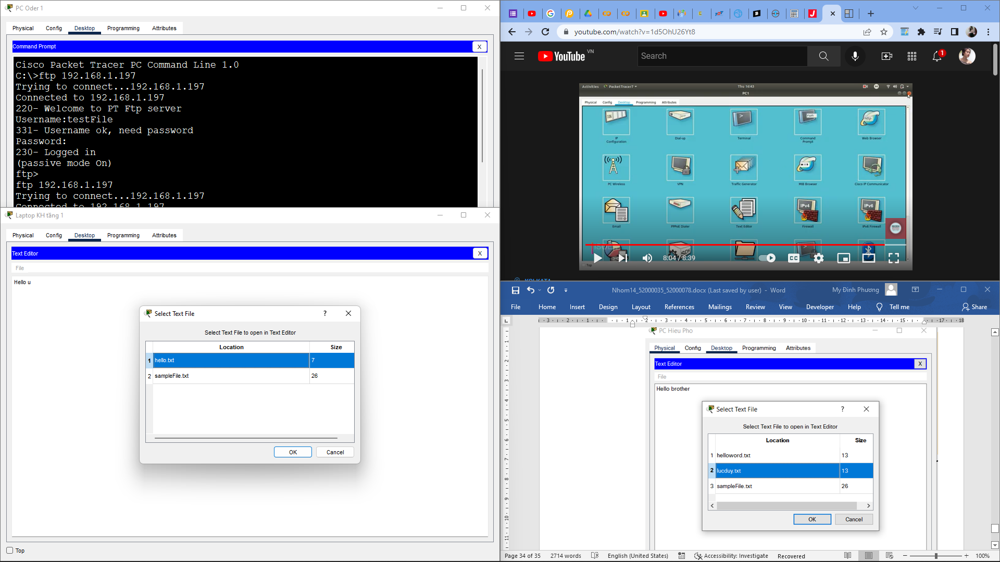 PC Oder 1
Physical Config Desktop Programming Attributes
Command Prompt X
Cisco Packet Tracer PC Command Line 1.0
C:\>ftp 192.168.1.197
Trying to connect...192.168.1.197
Connected to 192.168.1.197
220- Welcome to PT Ftp server
Username:testFile
331- Username ok, need password
Password:
230- Logged in
(passive mode On)
ftp>
ftp 192.168.1.197
Trying to connect...192.168.1.197
Connected to 192.168.1.197
Laptop KH tầng 1
Physical Config Desktop Programming Attributes
Text Editor X
File
Hello u
Select Text File ?
Select Text File to open in Text Editor
Location Size
1 hello.txt 7
2 sampleFile.txt 26
OK Cancel
Top
youtube.com/watch?v=1d5OhU26Yt8
YouTube VN
Search
1
Activities PacketTracer7 Thu 16:43
PC1
Physical Config Desktop Programming Attributes
IP Configuration
Dial-up
Terminal
Command Prompt
Web Browser
PC Wireless
VPN
Traffic Generator
MIB Browser
Cisco IP Communicator
Email
PPPoE Dialer
Text Editor
Firewall
IPv6 Firewall
8:04 / 8:39
Top
KOLKATA
Nhom14_52000035_52000078.docx (Last saved by user) - Word
My Đinh Phương
File Home Insert Design Layout References Mailings Review View Developer Help Tell me Share
PC Hieu Pho
Physical Config Desktop Programming Attributes
Text Editor X
File
Hello brother
Select Text File ?
Select Text File to open in Text Editor
Location Size
1 helloword.txt 13
2 lucduy.txt 13
3 sampleFile.txt 26
OK Cancel
Page 34 of 35 2714 words English (United States) Accessibility: Investigate Recovered 100%